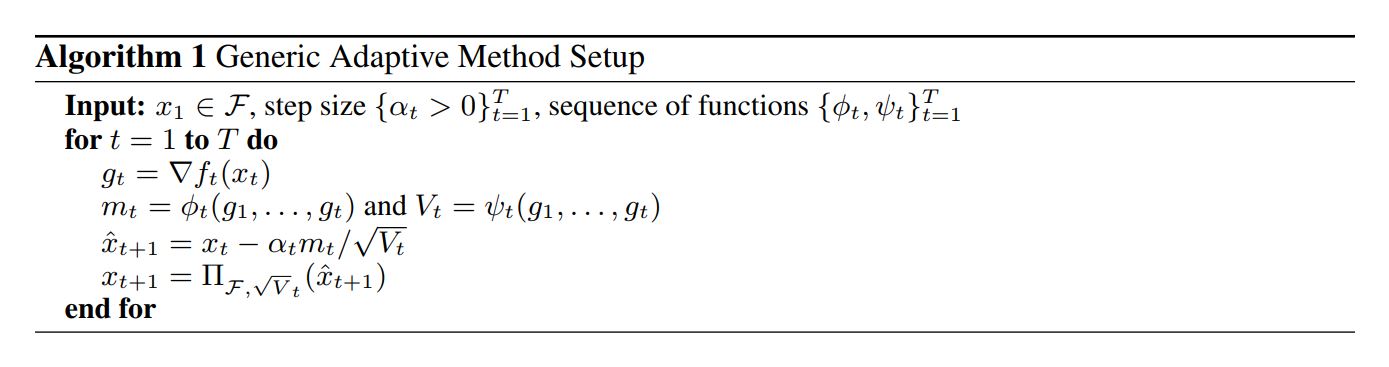 Algorithm 1 Generic Adaptive Method Setup
Input: $x_1 \in \mathcal{F}$, step size $\{\alpha_t > 0\}_{t=1}^T$, sequence of functions $\{\phi_t, \psi_t\}_{t=1}^T$
for $t = 1$ to $T$ do
$g_t = \nabla f_t(x_t)$
$m_t = \phi_t(g_1, \ldots, g_t)$ and $V_t = \psi_t(g_1, \ldots, g_t)$
$\hat{x}_{t+1} = x_t - \alpha_t m_t / \sqrt{V_t}$
$x_{t+1} = \Pi_{\mathcal{F}, \sqrt{V}_t}(\hat{x}_{t+1})$
end for